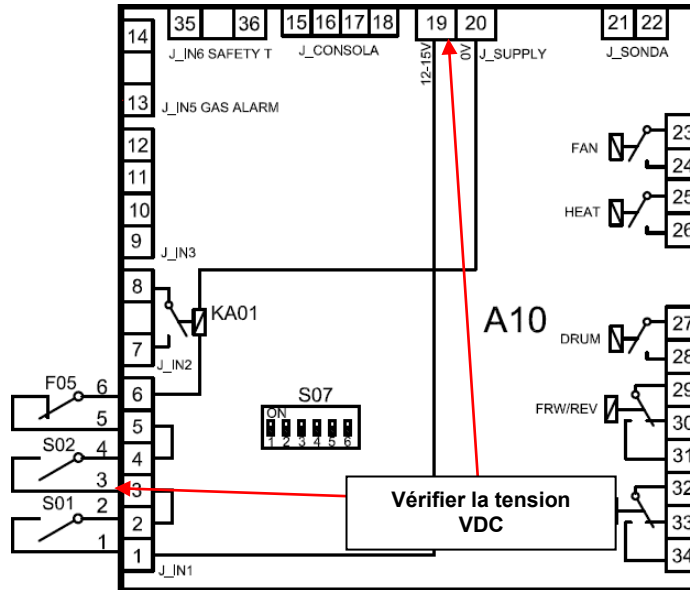 35 36
15 16 17 18
19 20
21 22
J_IN6 SAFETY T
J_CONSOLA
12-15V
0V
J_SUPPLY
J_SONDA
14
13
J_IN5 GAS ALARM
12
11
10
9
J_IN3
8
7
J_IN2
KA01
A10
FAN
23
24
HEAT
25
26
DRUM
27
28
FRW/REV
29
30
31
32
33
34
S07
ON
1 2 3 4 5 6
F05
6
5
S02
4
3
S01
2
1
6
5
4
3
2
1
J_IN1
Vérifier la tension
VDC